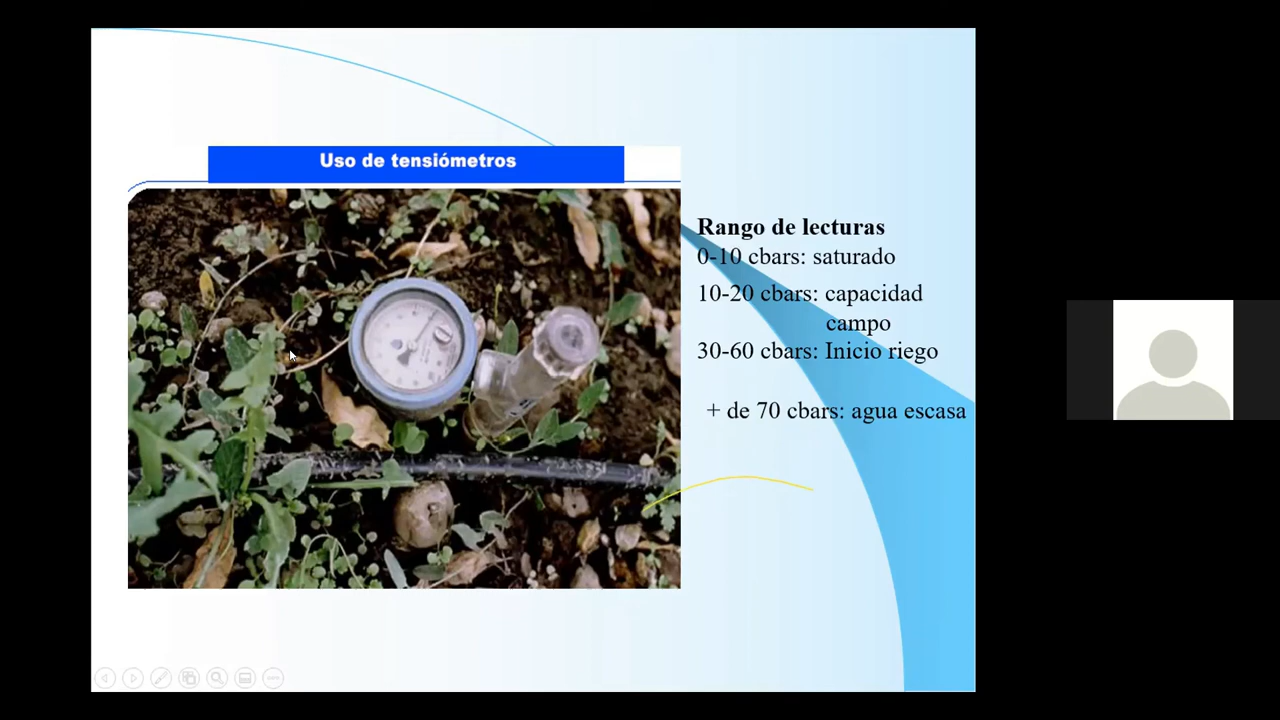 Uso de tensiómetros
Rango de lecturas
0-10 cbars: saturado
10-20 cbars: capacidad
campo
30-60 cbars: Inicio riego
+ de 70 cbars: agua escasa